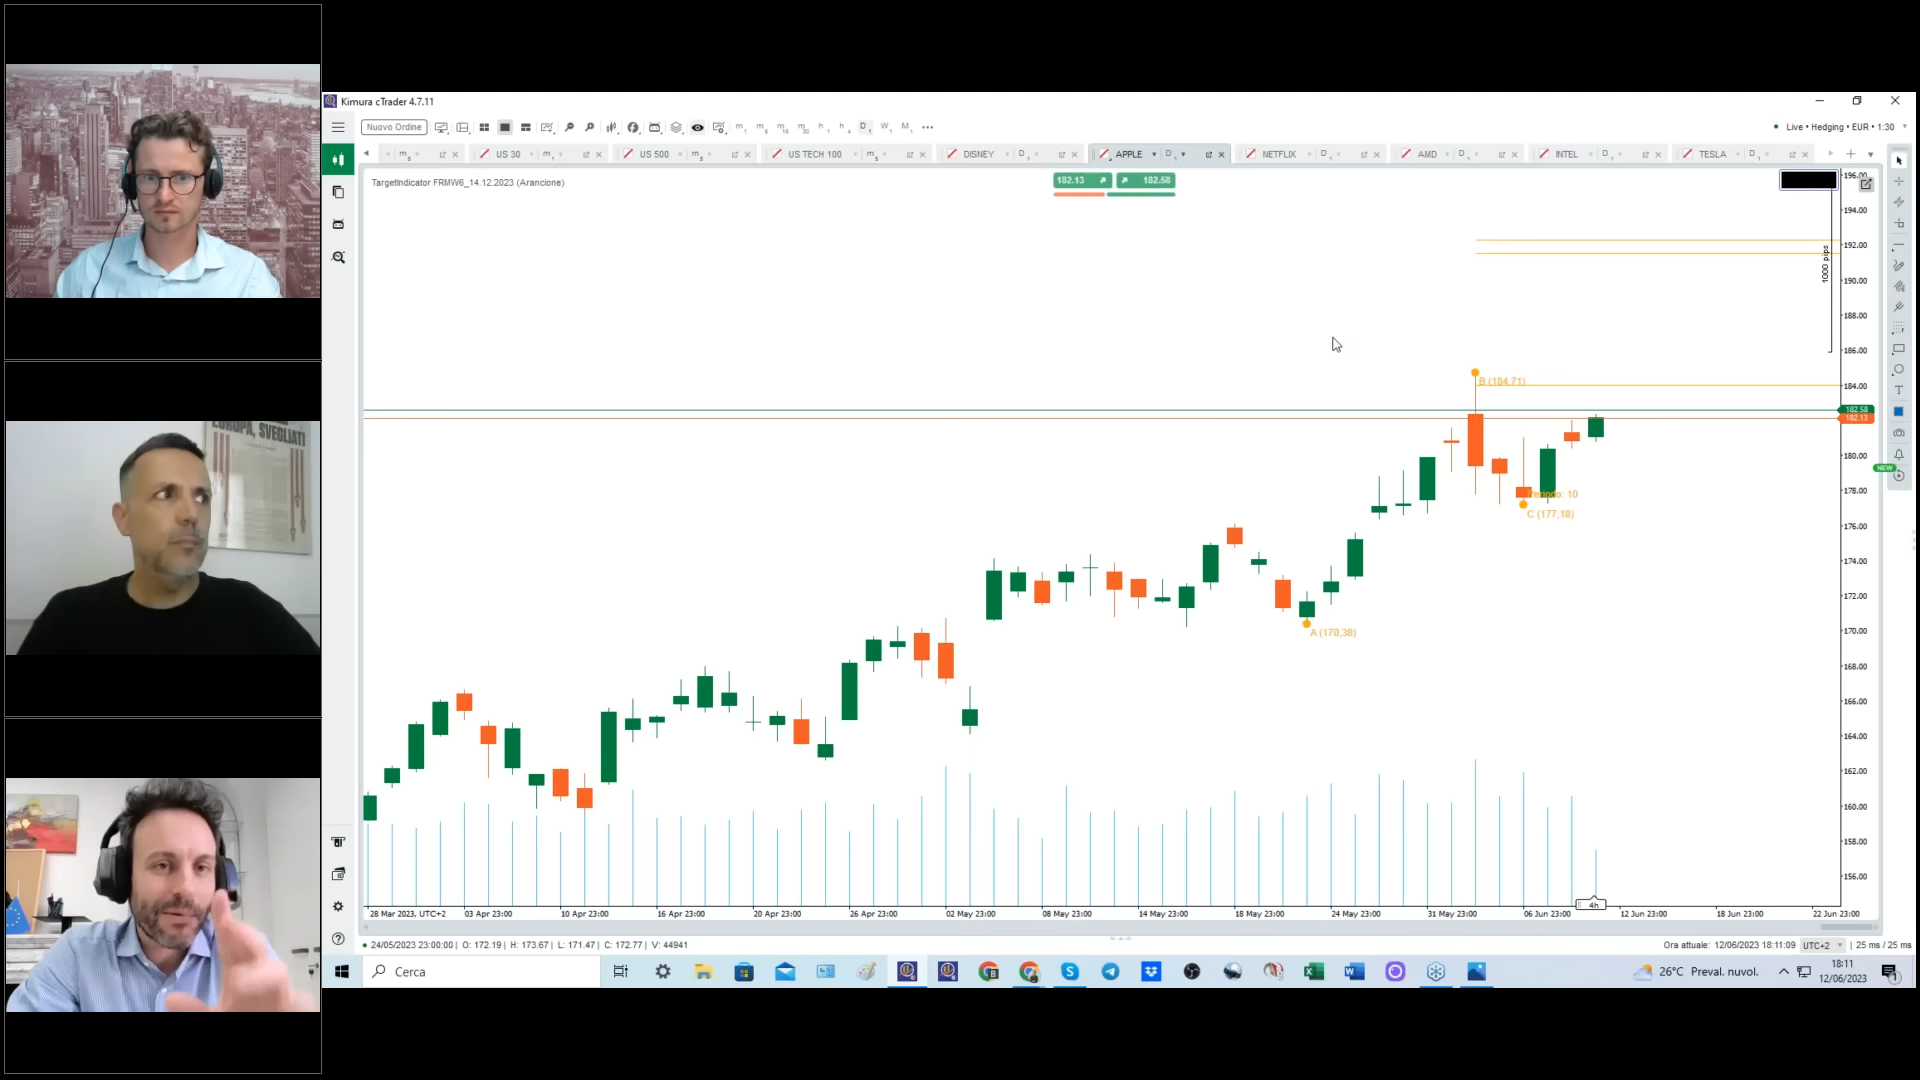 EUROPA, SVEGLIATI
Kimura cTrader 4.7.11
Nuovo Ordine
Live • Hedging • EUR • 1:30
US 30
US 500
US TECH 100
DISNEY
APPLE
NETFLIX
AMD
INTEL
TESLA
TargetIndicator FRMW6_14.12.2023 (Arancione)
182.13
182.58
196.00
194.00
192.00
190.00
188.00
186.00
184.00
182.58
182.13
180.00
178.00
176.00
174.00
172.00
170.00
168.00
166.00
164.00
162.00
160.00
158.00
156.00
1000 pips
B (184,71)
Periodo: 10
C (177,18)
A (170,38)
NEW
4h
28 Mar 2023, UTC+2
03 Apr 23:00
10 Apr 23:00
16 Apr 23:00
20 Apr 23:00
26 Apr 23:00
02 May 23:00
08 May 23:00
14 May 23:00
18 May 23:00
24 May 23:00
31 May 23:00
06 Jun 23:00
12 Jun 23:00
18 Jun 23:00
22 Jun 23:00
24/05/2023 23:00:00 | O: 172.19 | H: 173.67 | L: 171.47 | C: 172.77 | V: 44941
Ora attuale: 12/06/2023 18:11:09 UTC+2 | 25 ms / 25 ms
Cerca
26°C Preval. nuvol.
18:11
12/06/2023
1